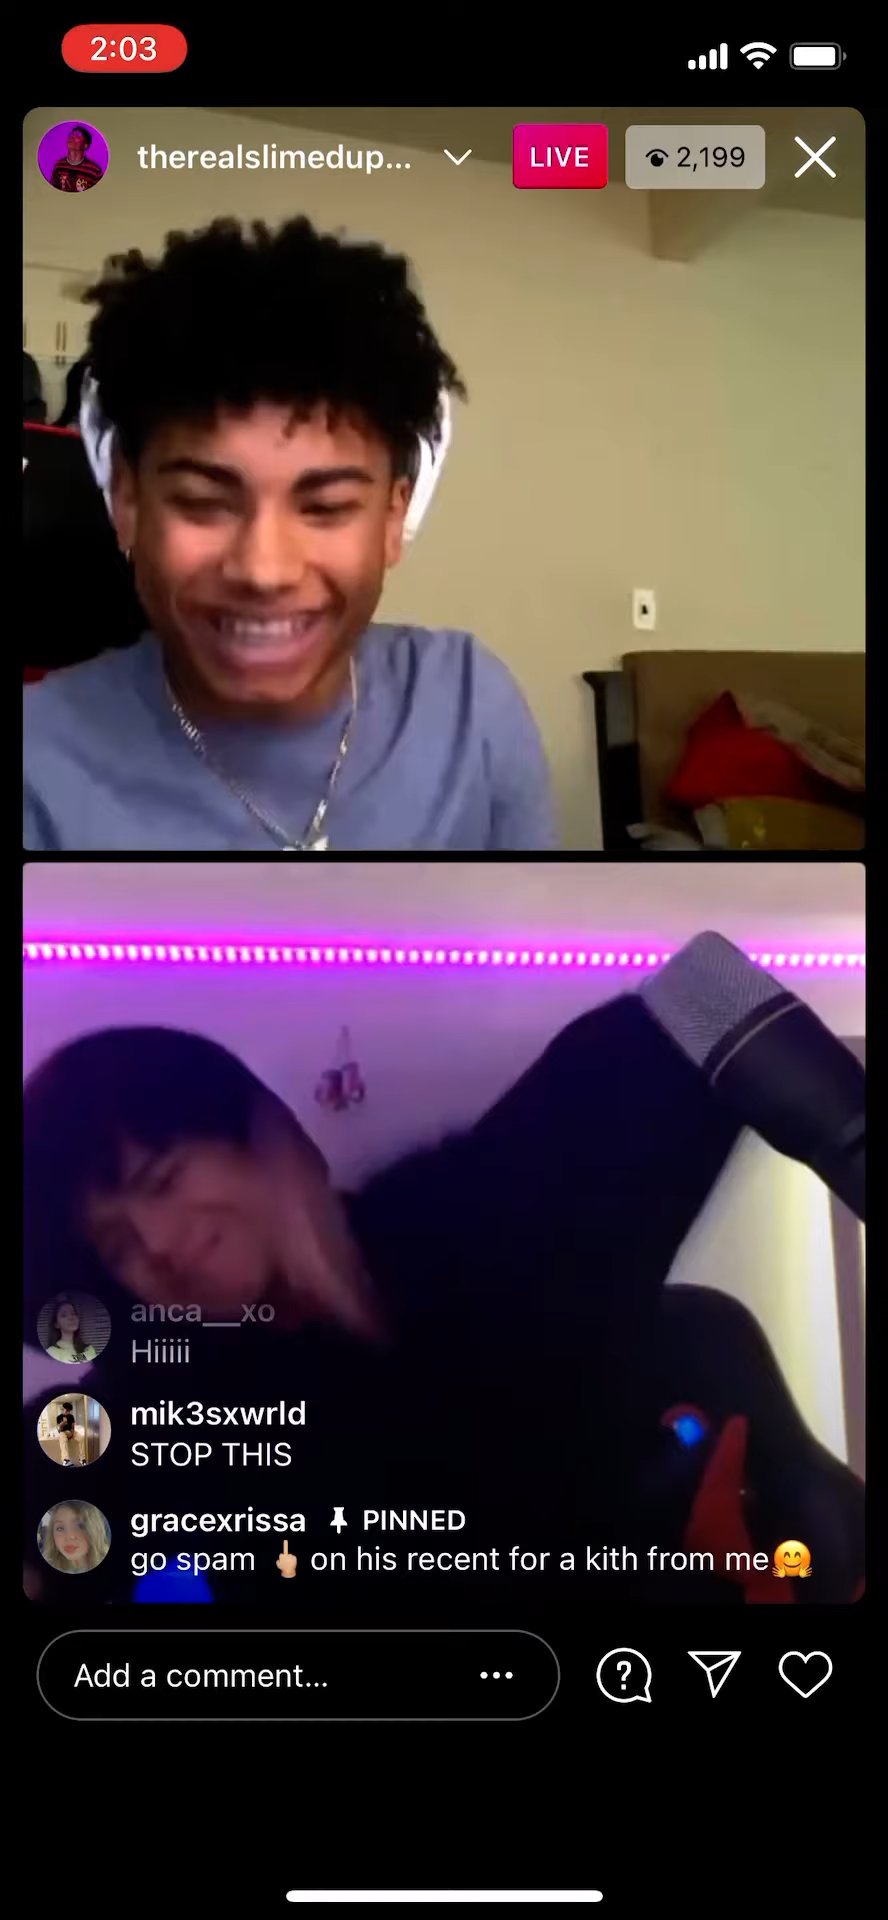 2:03
therealslimedup...
LIVE
2,199
anca__xo
Hiiiii
mik3sxwrld
STOP THIS
gracexrissa PINNED
go spam 🖕🏼 on his recent for a kith from me🤗
Add a comment...